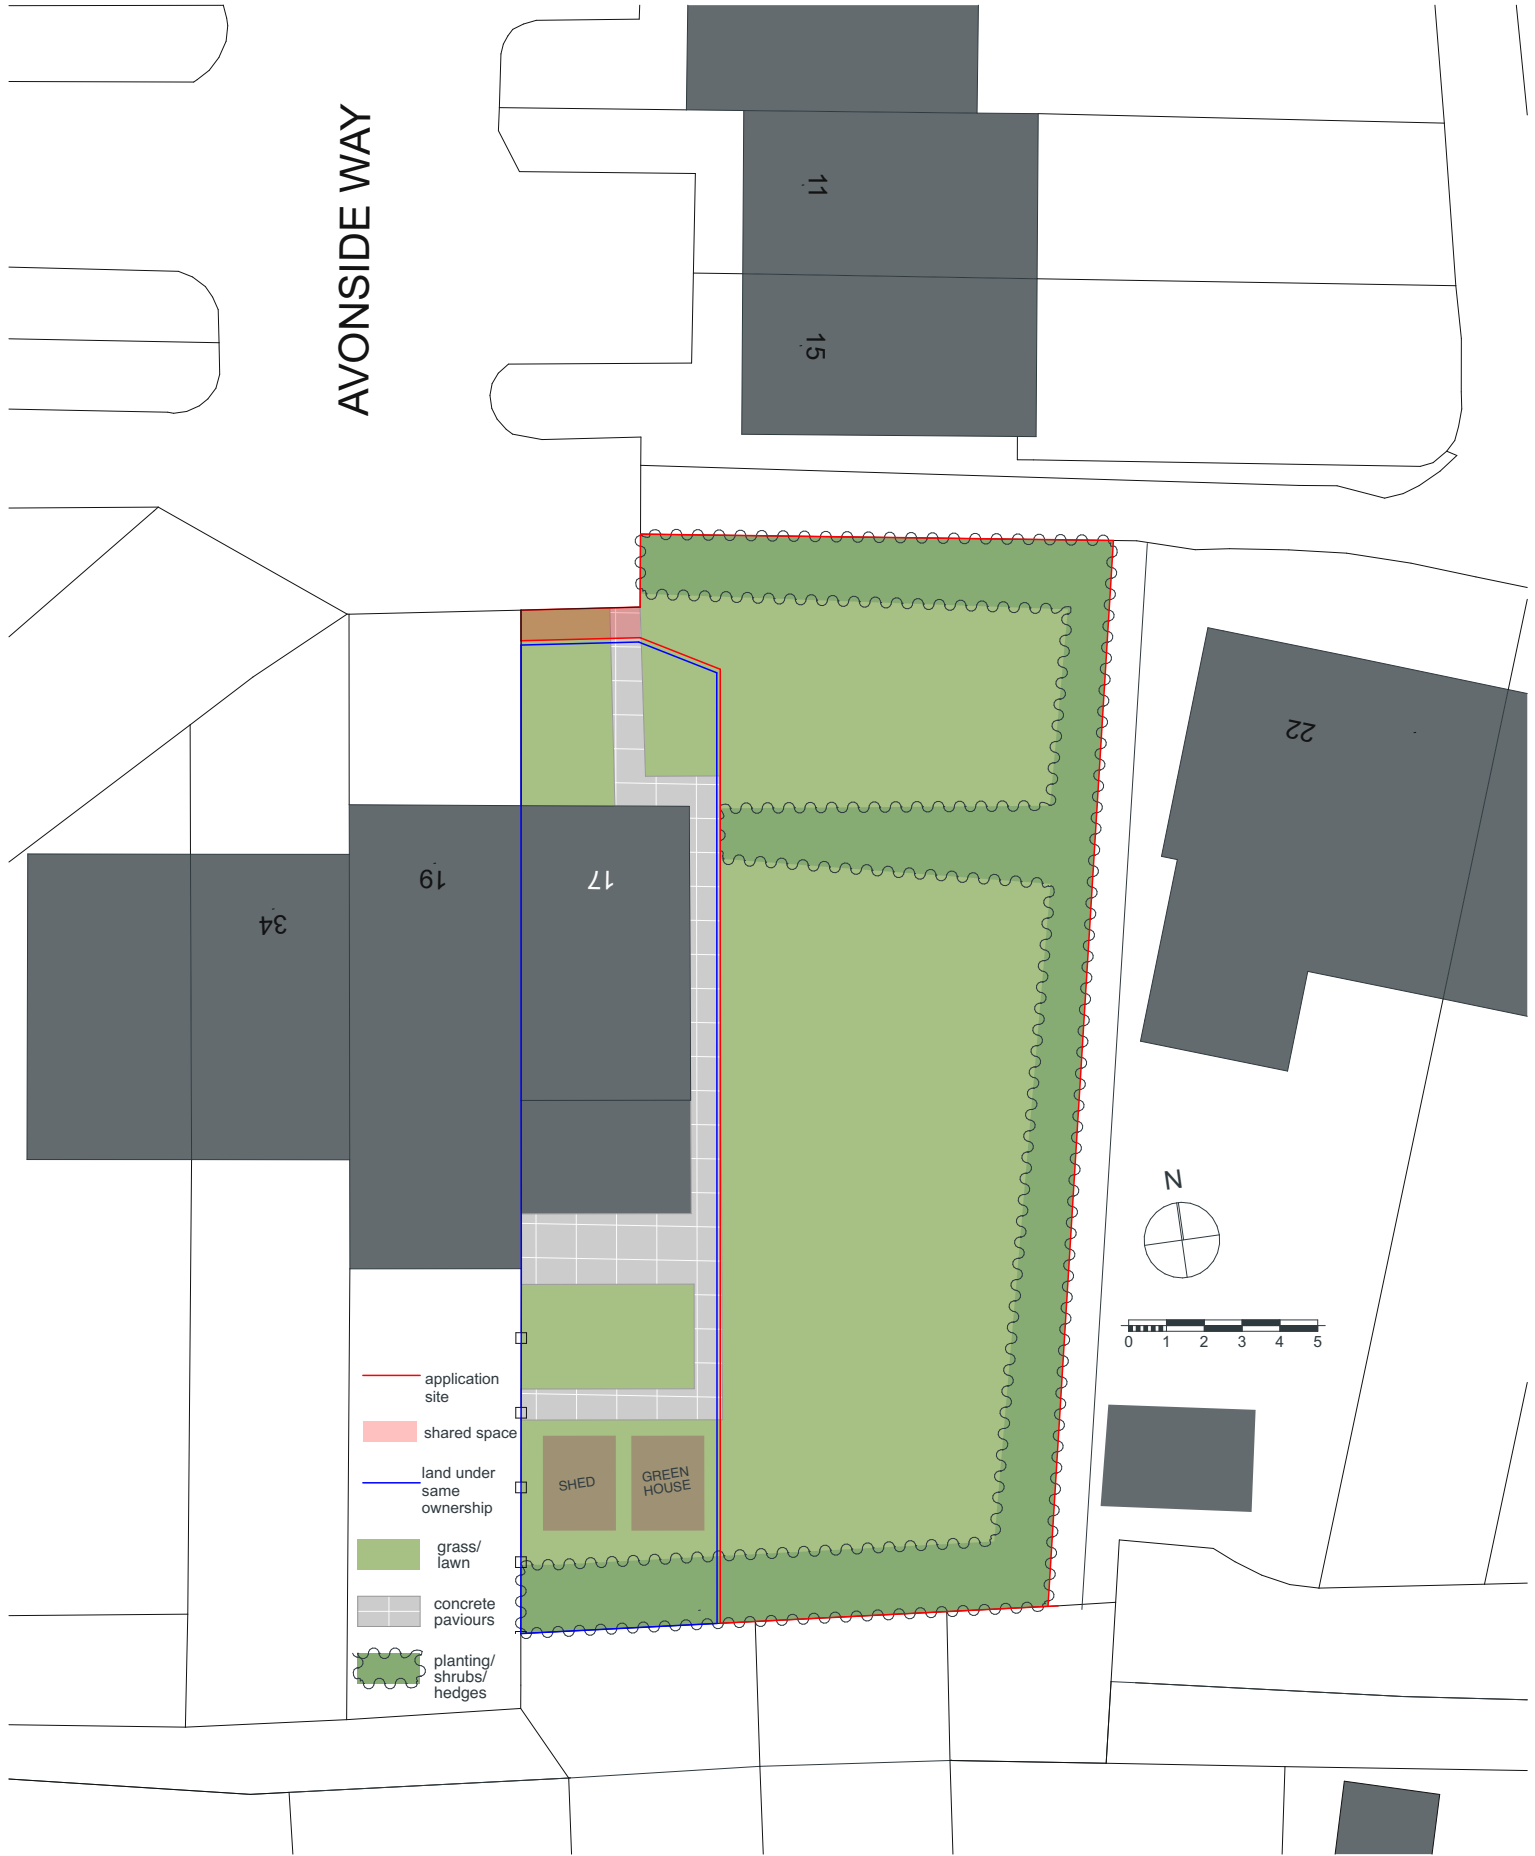 AVONSIDE WAY
11
15
22
19
17
34
N
0 1 2 3 4 5
application
site
shared space
land under
same
ownership
grass/
lawn
concrete
paviours
planting/
shrubs/
hedges
SHED
GREEN
HOUSE